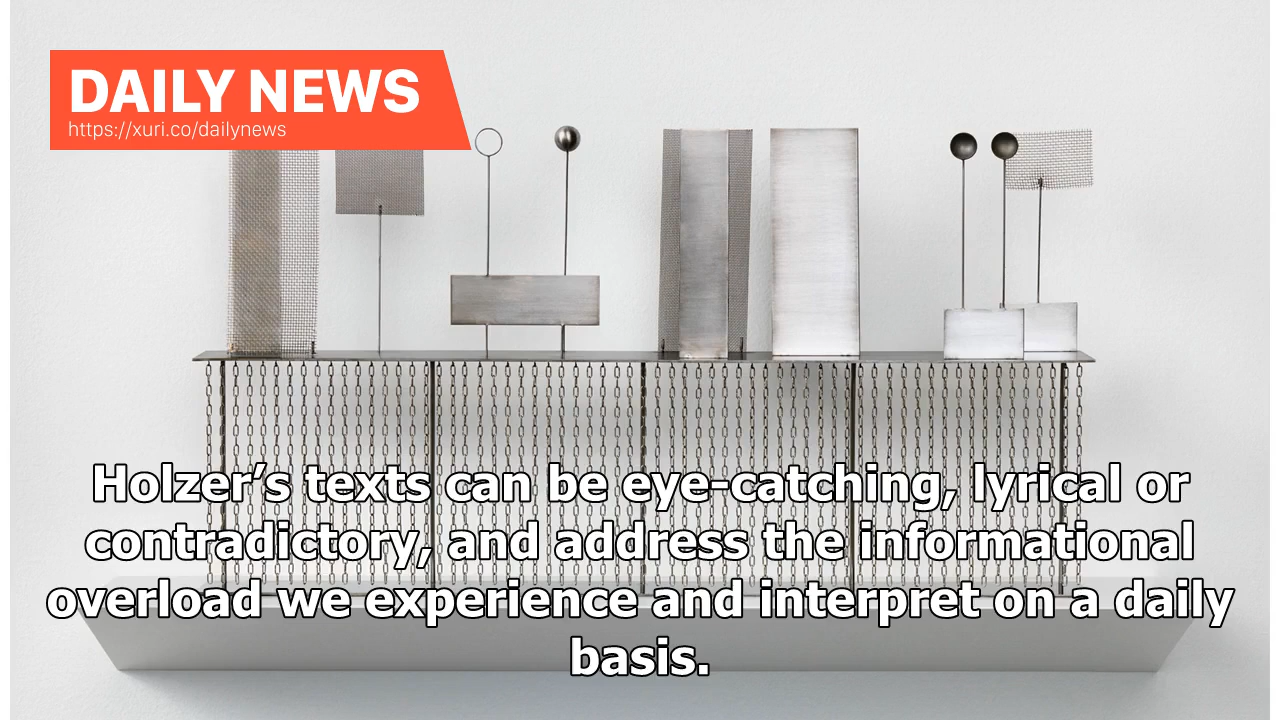 DAILY NEWS
https://xuri.co/dailynews
Holzer’s texts can be eye-catching, lyrical or
contradictory, and address the informational
overload we experience and interpret on a daily
basis.